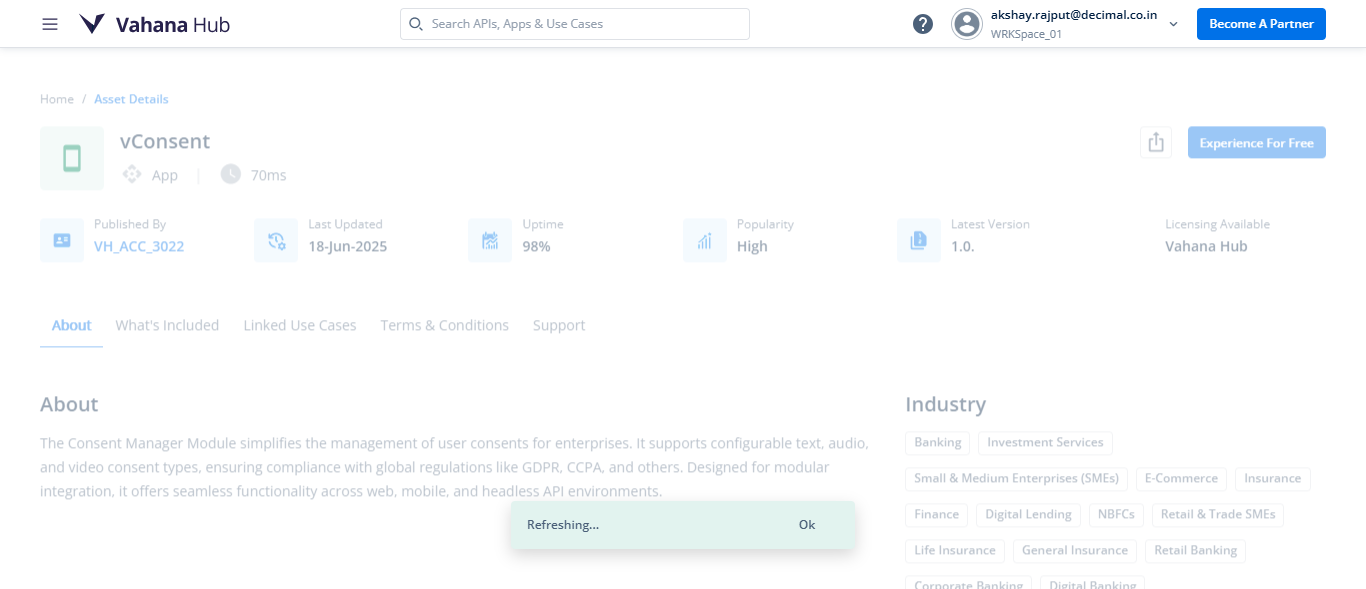 Vahana Hub
Search APIs, Apps & Use Cases
akshay.rajput@decimal.co.in
WRKSpace_01
Become A Partner
Home / Asset Details
vConsent
App | 70ms
Experience For Free
Published By
VH_ACC_3022
Last Updated
18-Jun-2025
Uptime
98%
Popularity
High
Latest Version
1.0.
Licensing Available
Vahana Hub
About What's Included Linked Use Cases Terms & Conditions Support
About
The Consent Manager Module simplifies the management of user consents for enterprises. It supports configurable text, audio,
and video consent types, ensuring compliance with global regulations like GDPR, CCPA, and others. Designed for modular
integration, it offers seamless functionality across web, mobile, and headless API environments.
Refreshing... Ok
Industry
Banking Investment Services
Small & Medium Enterprises (SMEs) E-Commerce Insurance
Finance Digital Lending NBFCs Retail & Trade SMEs
Life Insurance General Insurance Retail Banking
Corporate Banking Digital Banking